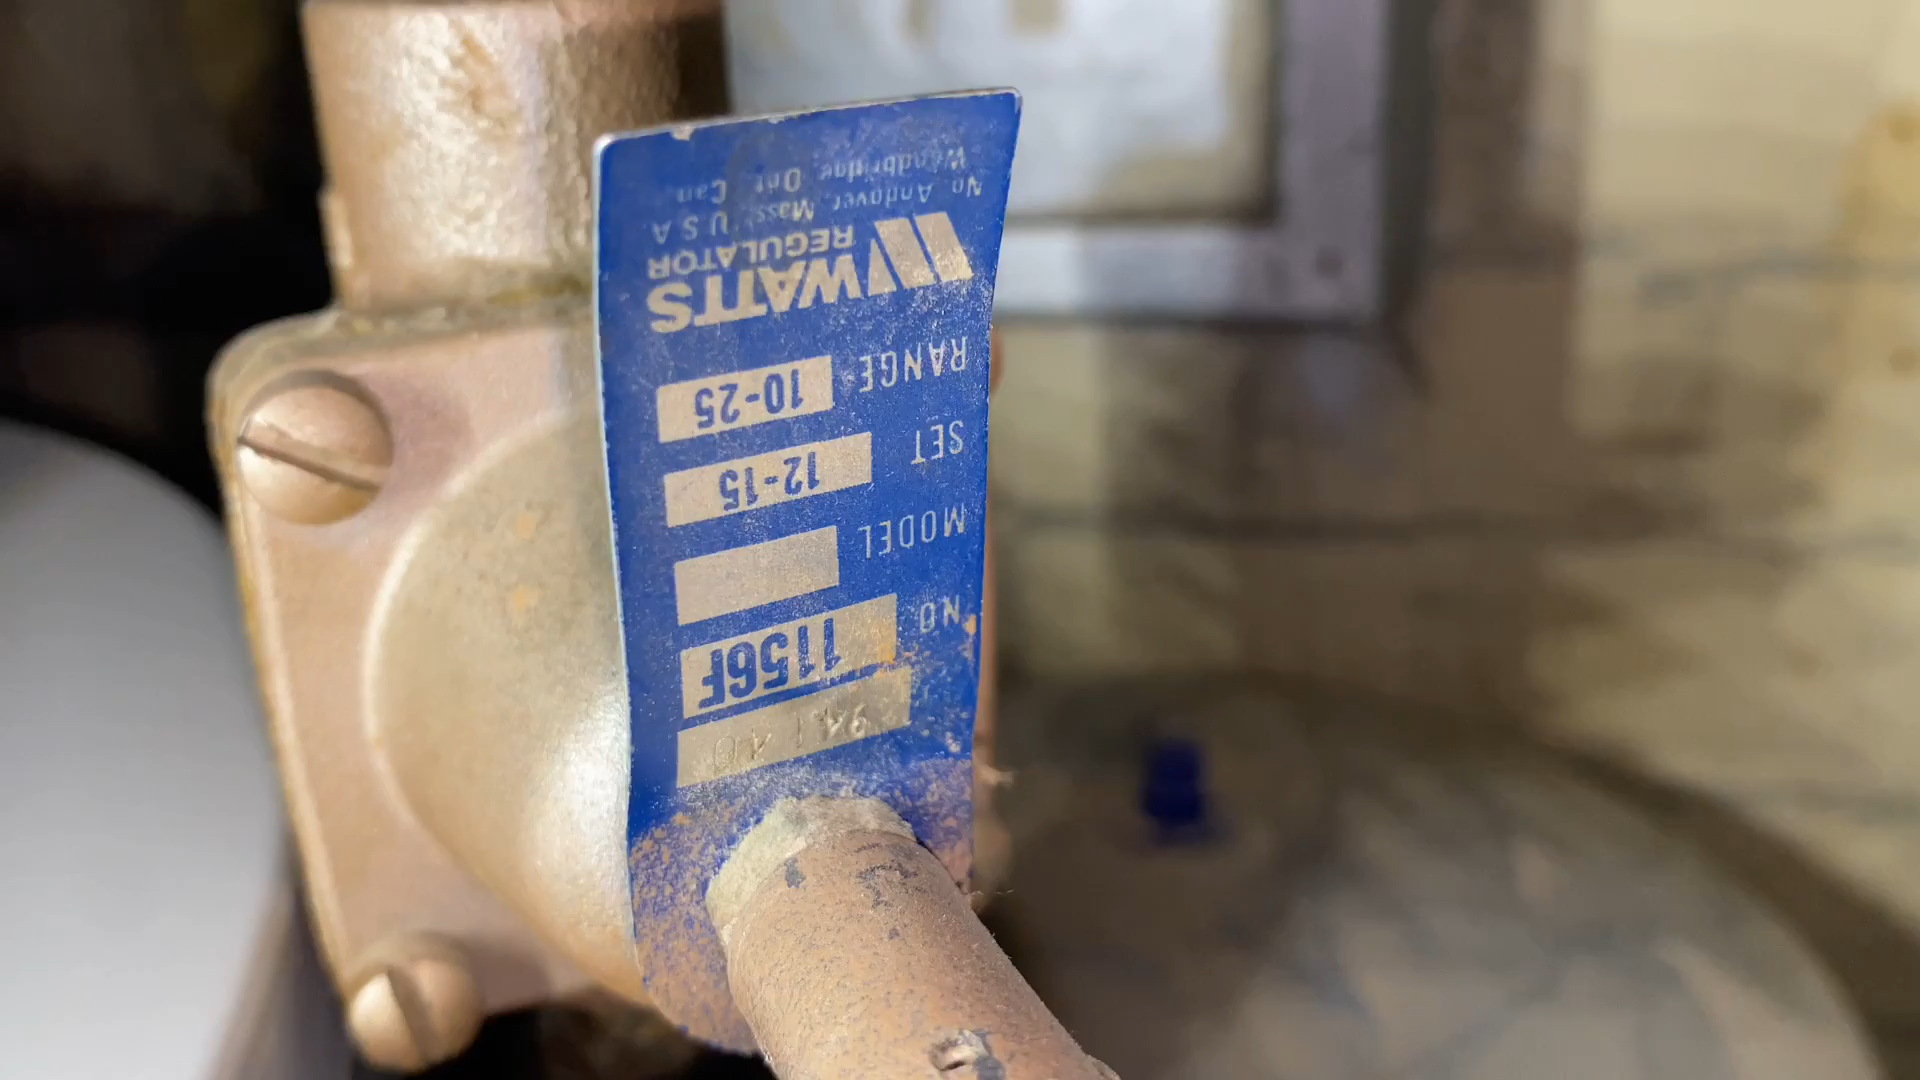 NO 1156F
MODEL
SET 12-15
RANGE 10-25
WATTS
REGULATOR
No. Andover, Mass. U S A
Woodbridge, Ont. Can.